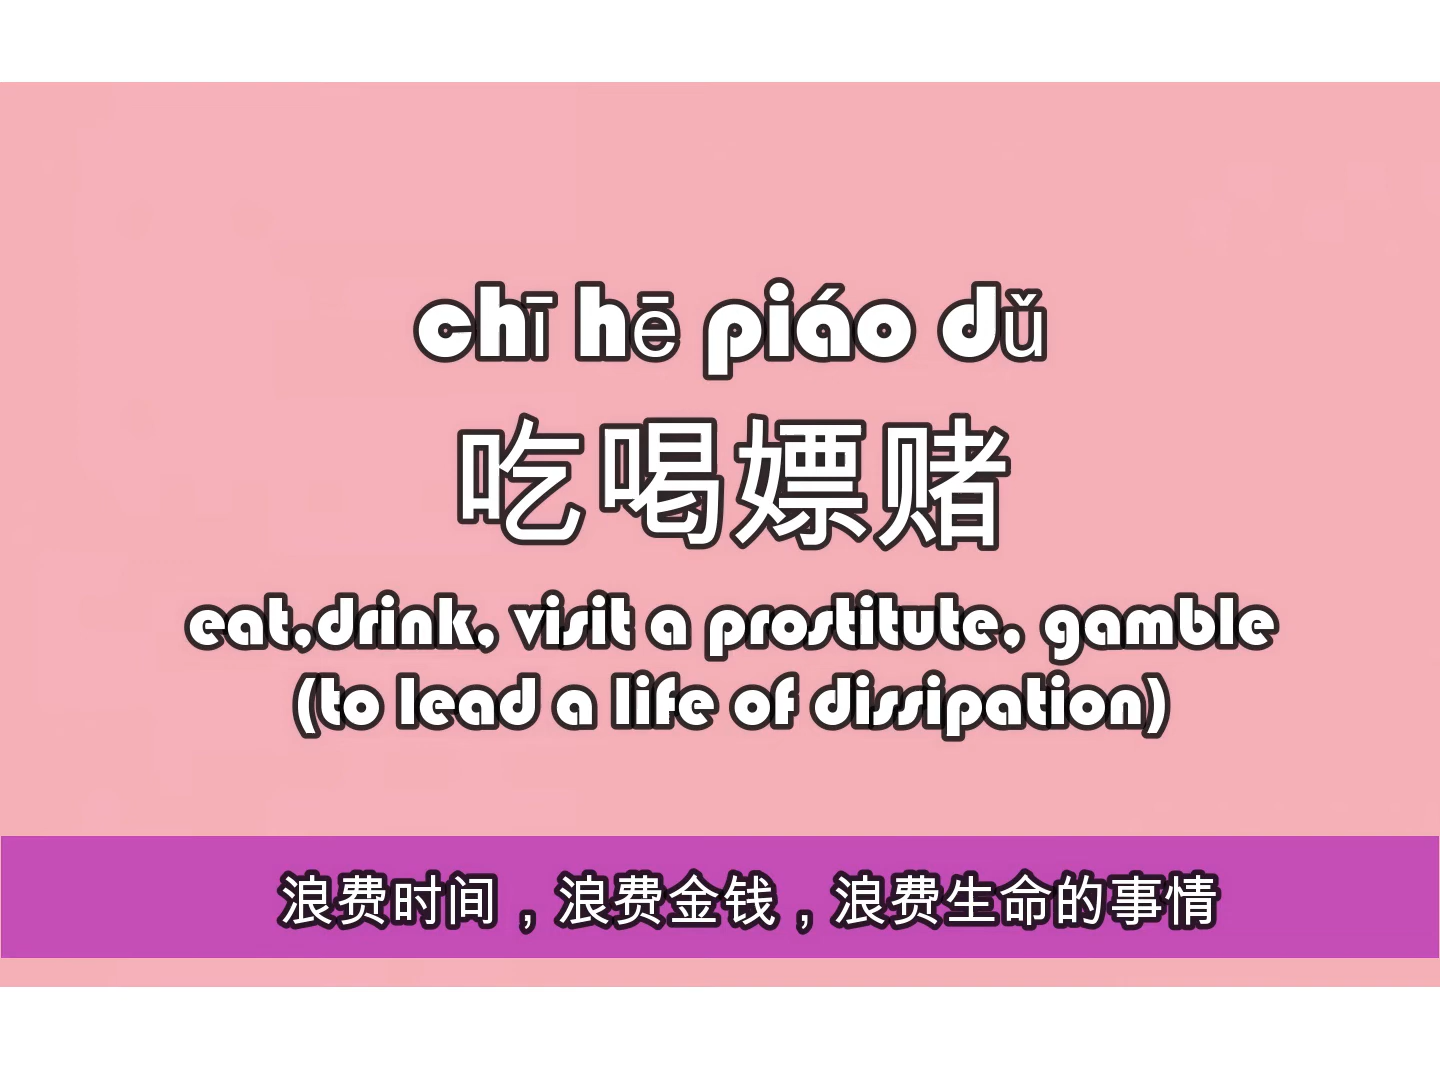 chī hē piáo dǔ
吃喝嫖赌
eat,drink, visit a prostitute, gamble
(to lead a life of dissipation)
浪费时间，浪费金钱，浪费生命的事情